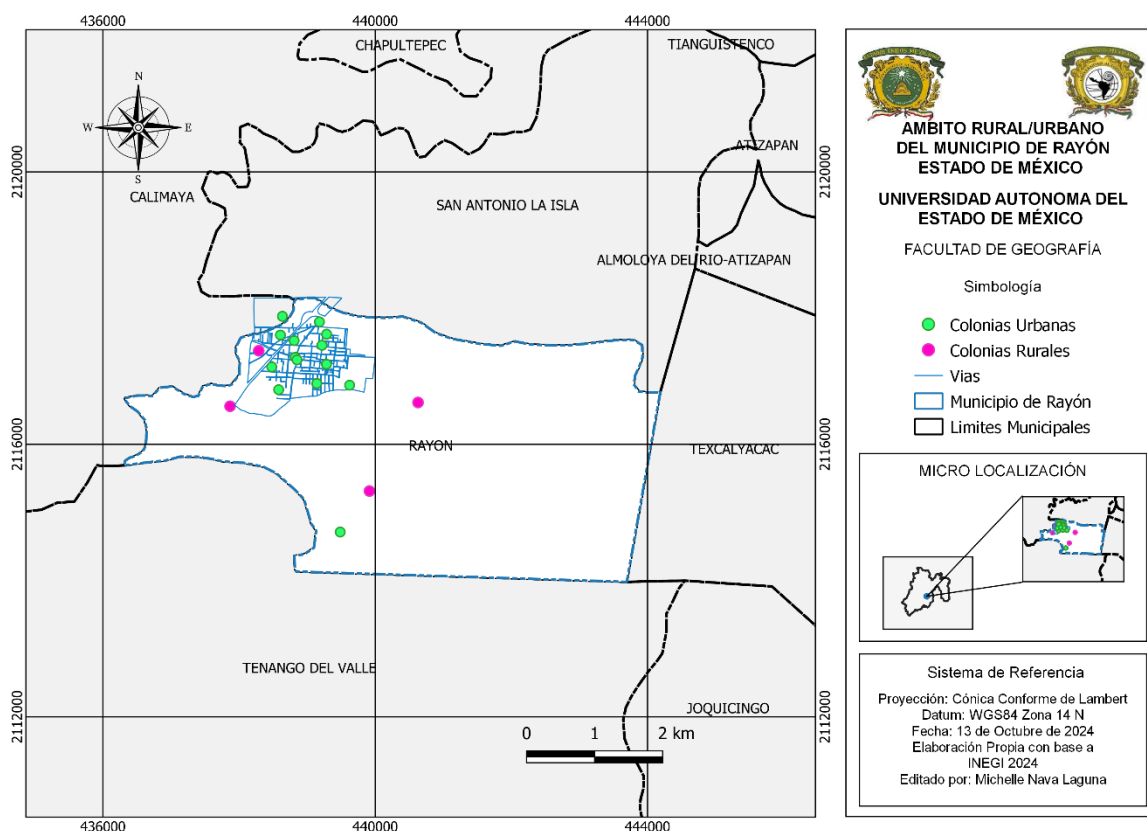 436000
440000
444000
CHAPULTEPEC
TIANGUISTENCO
N
W
E
S
2120000
2120000
ATIZAPAN
CALIMAYA
SAN ANTONIO LA ISLA
ALMOLOYA DEL RIO-ATIZAPAN
2116000
2116000
RAYON
TEXCALYACAC
TENANGO DEL VALLE
JOQUICINGO
2112000
2112000
0 1 2 km
436000
440000
444000
AMBITO RURAL/URBANO
DEL MUNICIPIO DE RAYÓN
ESTADO DE MÉXICO
UNIVERSIDAD AUTONOMA DEL
ESTADO DE MÉXICO
FACULTAD DE GEOGRAFÍA
Simbología
Colonias Urbanas
Colonias Rurales
Vias
Municipio de Rayón
Limites Municipales
MICRO LOCALIZACIÓN
Sistema de Referencia
Proyección: Cónica Conforme de Lambert
Datum: WGS84 Zona 14 N
Fecha: 13 de Octubre de 2024
Elaboración Propia con base a
INEGI 2024
Editado por: Michelle Nava Laguna